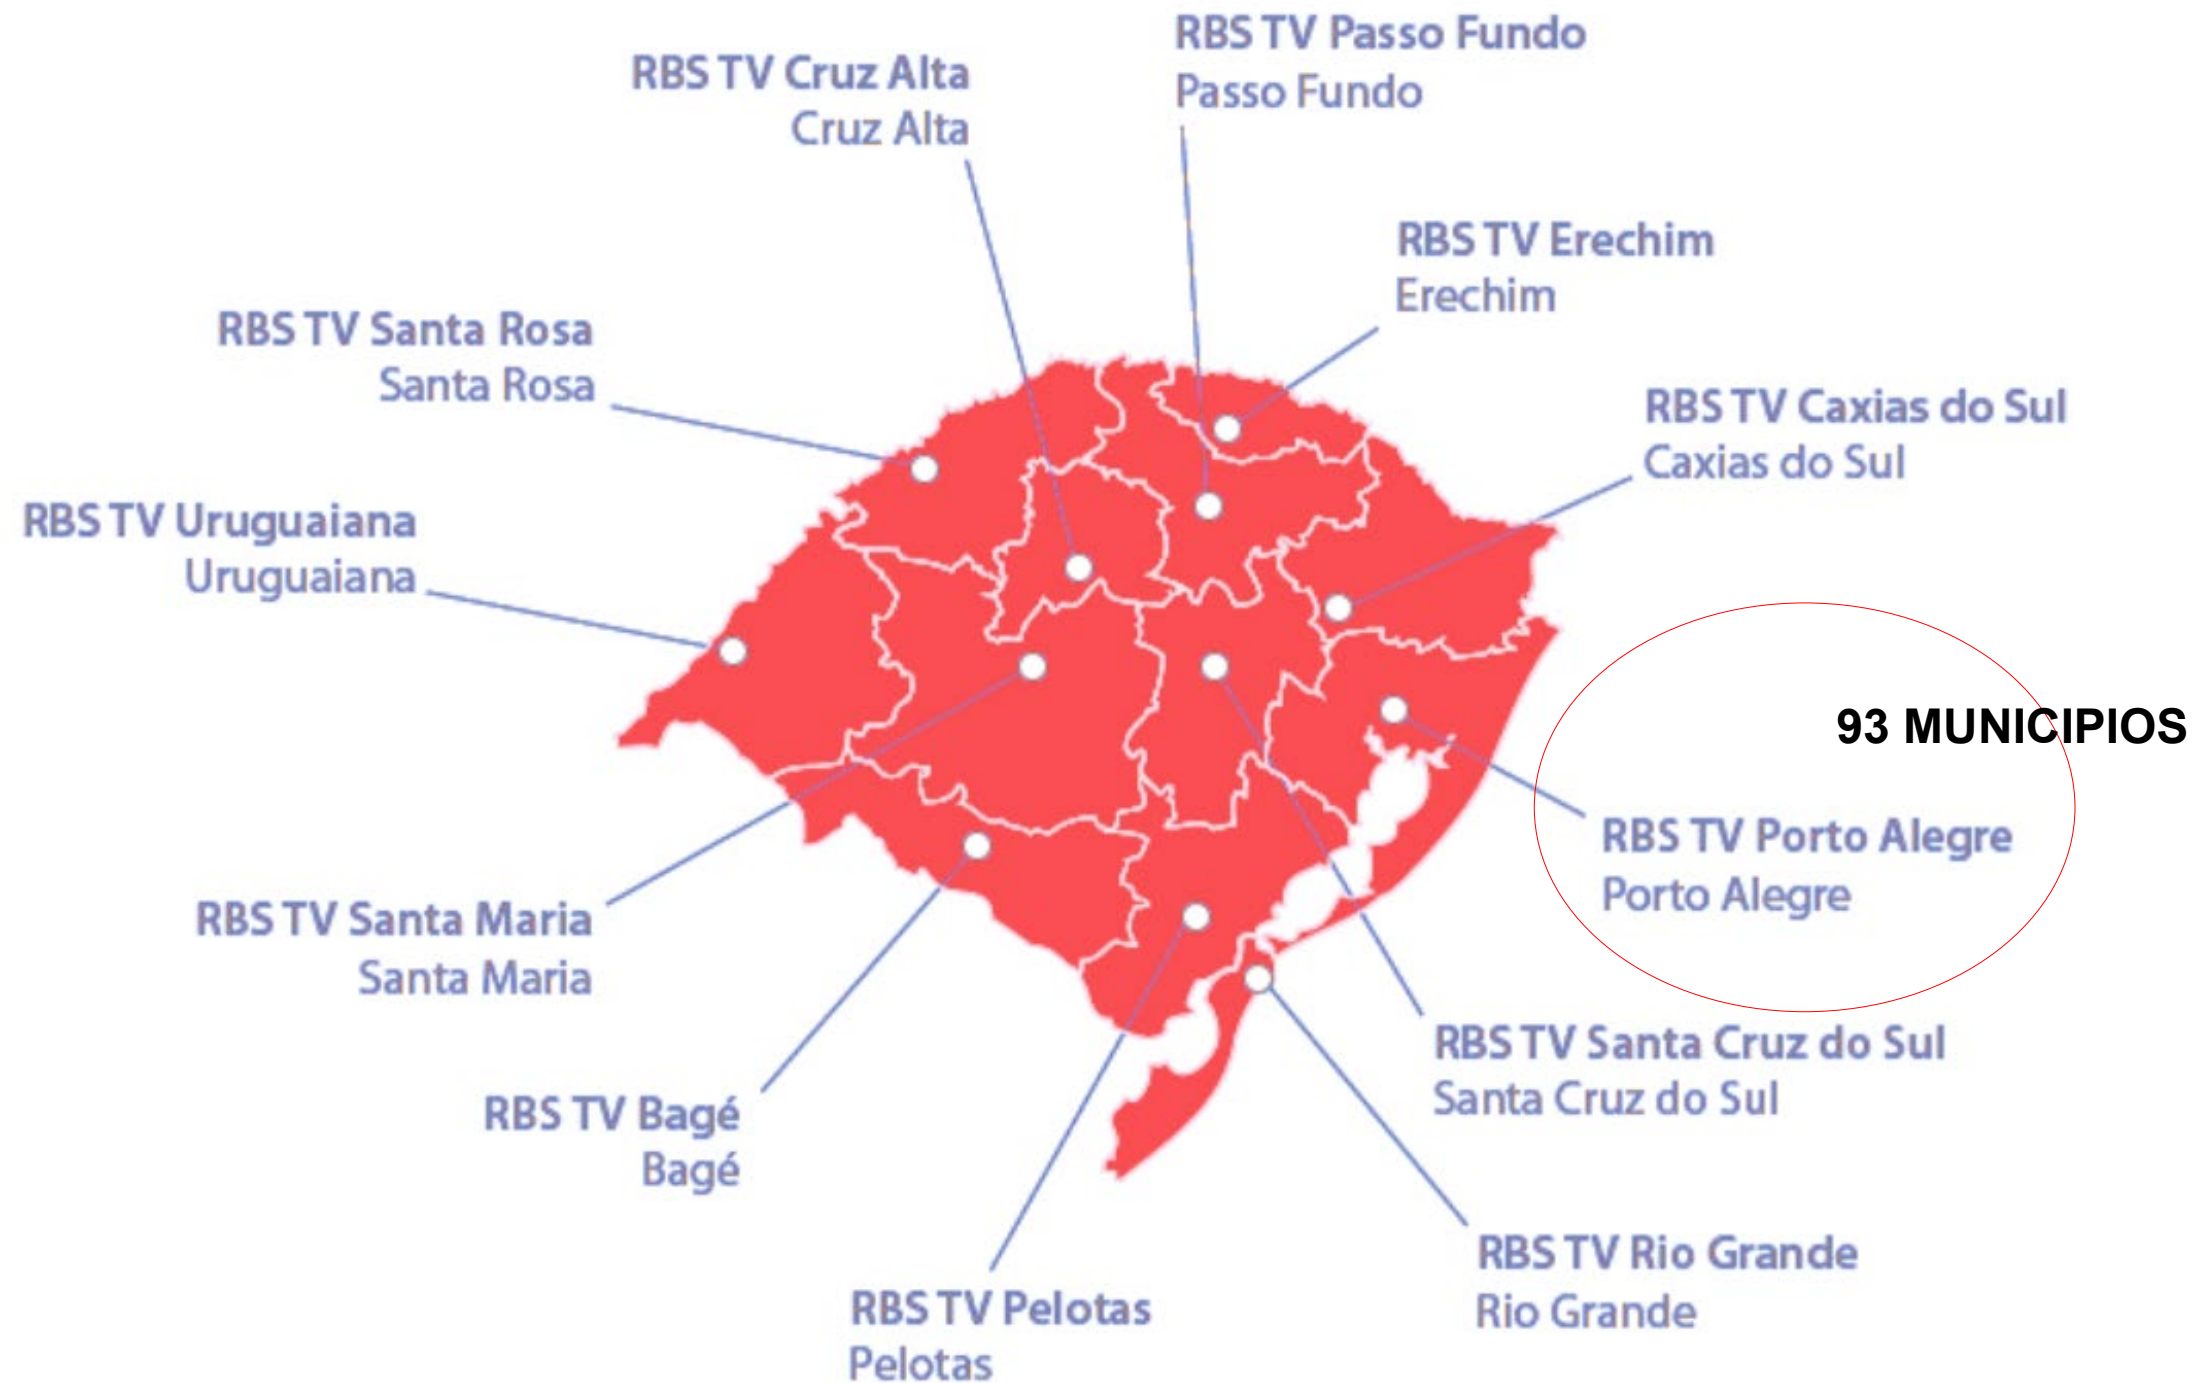 RBS TV Passo Fundo
Passo Fundo
RBS TV Cruz Alta
Cruz Alta
RBS TV Erechim
Erechim
RBS TV Santa Rosa
Santa Rosa
RBS TV Caxias do Sul
Caxias do Sul
RBS TV Uruguaiana
Uruguaiana
93 MUNICIPIOS
RBS TV Porto Alegre
Porto Alegre
RBS TV Santa Maria
Santa Maria
RBS TV Santa Cruz do Sul
Santa Cruz do Sul
RBS TV Bagé
Bagé
RBS TV Rio Grande
Rio Grande
RBS TV Pelotas
Pelotas